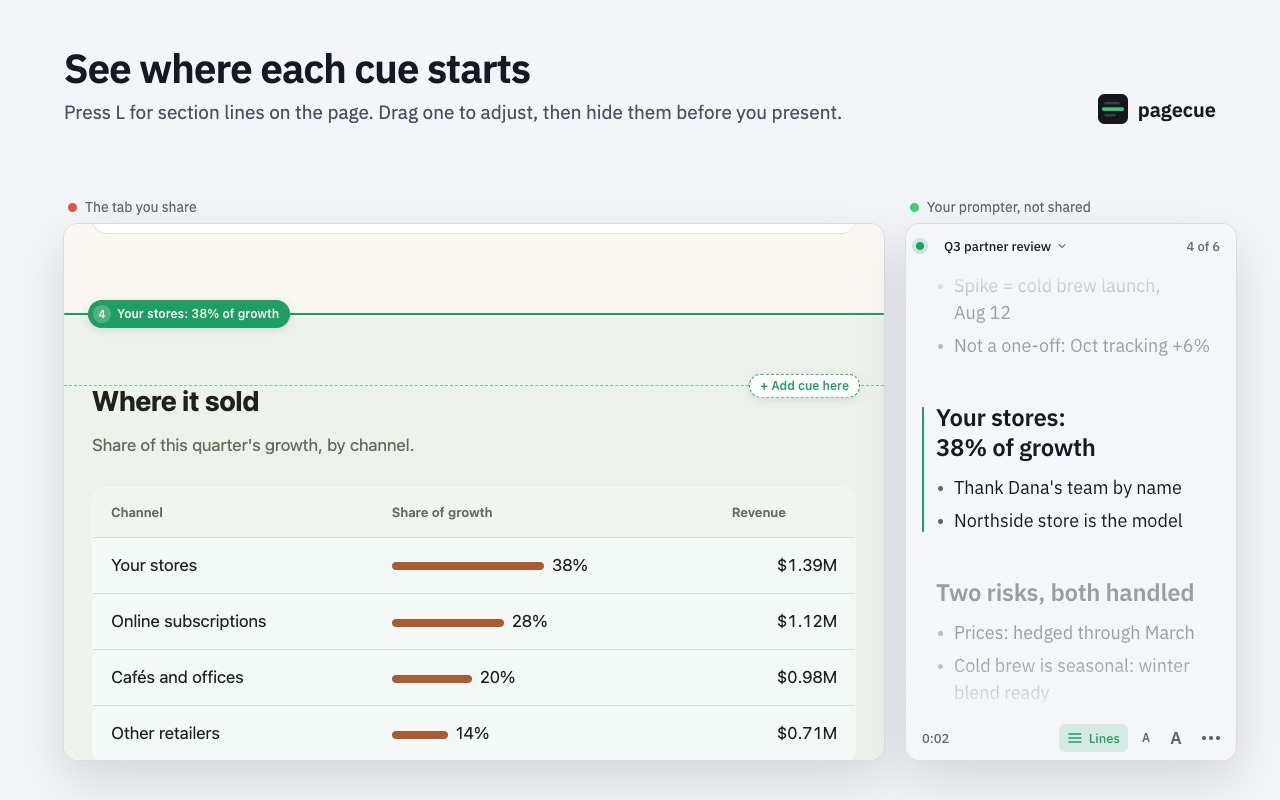 See where each cue starts
Press L for section lines on the page. Drag one to adjust, then hide them before you present.
pagecue
The tab you share
4 Your stores: 38% of growth
+ Add cue here
Where it sold
Share of this quarter's growth, by channel.
Channel Share of growth Revenue
Your stores 38% $1.39M
Online subscriptions 28% $1.12M
Cafés and offices 20% $0.98M
Other retailers 14% $0.71M
Your prompter, not shared
Q3 partner review 4 of 6
• Spike = cold brew launch,
Aug 12
• Not a one-off: Oct tracking +6%
Your stores:
38% of growth
• Thank Dana's team by name
• Northside store is the model
Two risks, both handled
• Prices: hedged through March
• Cold brew is seasonal: winter
blend ready
0:02 Lines A A